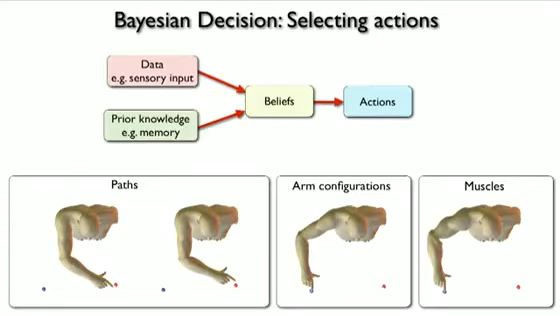 Bayesian Decision: Selecting actions
Data
e.g. sensory input
Beliefs
Actions
Prior knowledge
e.g. memory
Paths
Arm configurations
Muscles